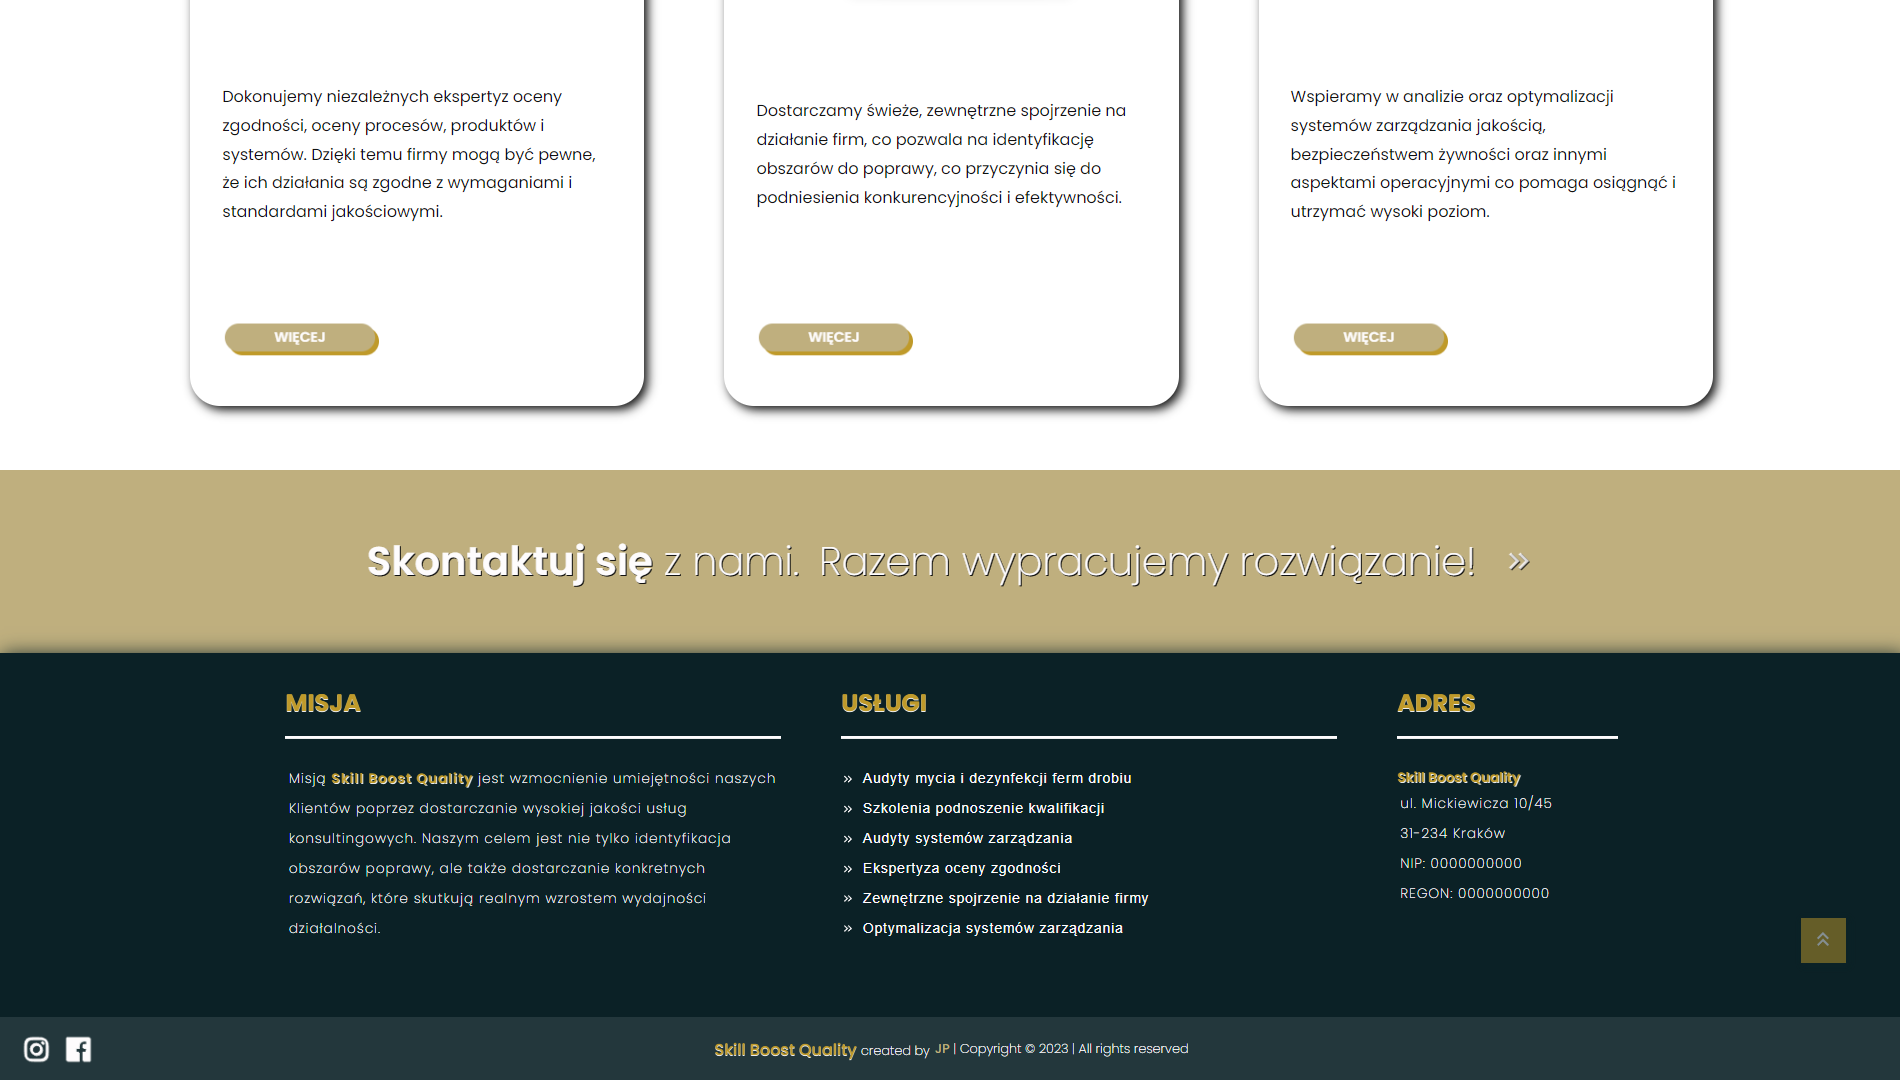 Dokonujemy niezależnych ekspertyz oceny
zgodności, oceny procesów, produktów i
systemów. Dzięki temu firmy mogą być pewne,
że ich działania są zgodne z wymaganiami i
standardami jakościowymi.
WIĘCEJ
Dostarczamy świeże, zewnętrzne spojrzenie na
działanie firm, co pozwala na identyfikację
obszarów do poprawy, co przyczynia się do
podniesienia konkurencyjności i efektywności.
WIĘCEJ
Wspieramy w analizie oraz optymalizacji
systemów zarządzania jakością,
bezpieczeństwem żywności oraz innymi
aspektami operacyjnymi co pomaga osiągnąć i
utrzymać wysoki poziom.
WIĘCEJ
Skontaktuj się z nami. Razem wypracujemy rozwiązanie! »
MISJA
Misją Skill Boost Quality jest wzmocnienie umiejętności naszych
Klientów poprzez dostarczanie wysokiej jakości usług
konsultingowych. Naszym celem jest nie tylko identyfikacja
obszarów poprawy, ale także dostarczanie konkretnych
rozwiązań, które skutkują realnym wzrostem wydajności
działalności.
USŁUGI
» Audyty mycia i dezynfekcji ferm drobiu
» Szkolenia podnoszenie kwalifikacji
» Audyty systemów zarządzania
» Ekspertyza oceny zgodności
» Zewnętrzne spojrzenie na działanie firmy
» Optymalizacja systemów zarządzania
ADRES
Skill Boost Quality
ul. Mickiewicza 10/45
31-234 Kraków
NIP: 0000000000
REGON: 0000000000
Skill Boost Quality created by JP | Copyright © 2023 | All rights reserved